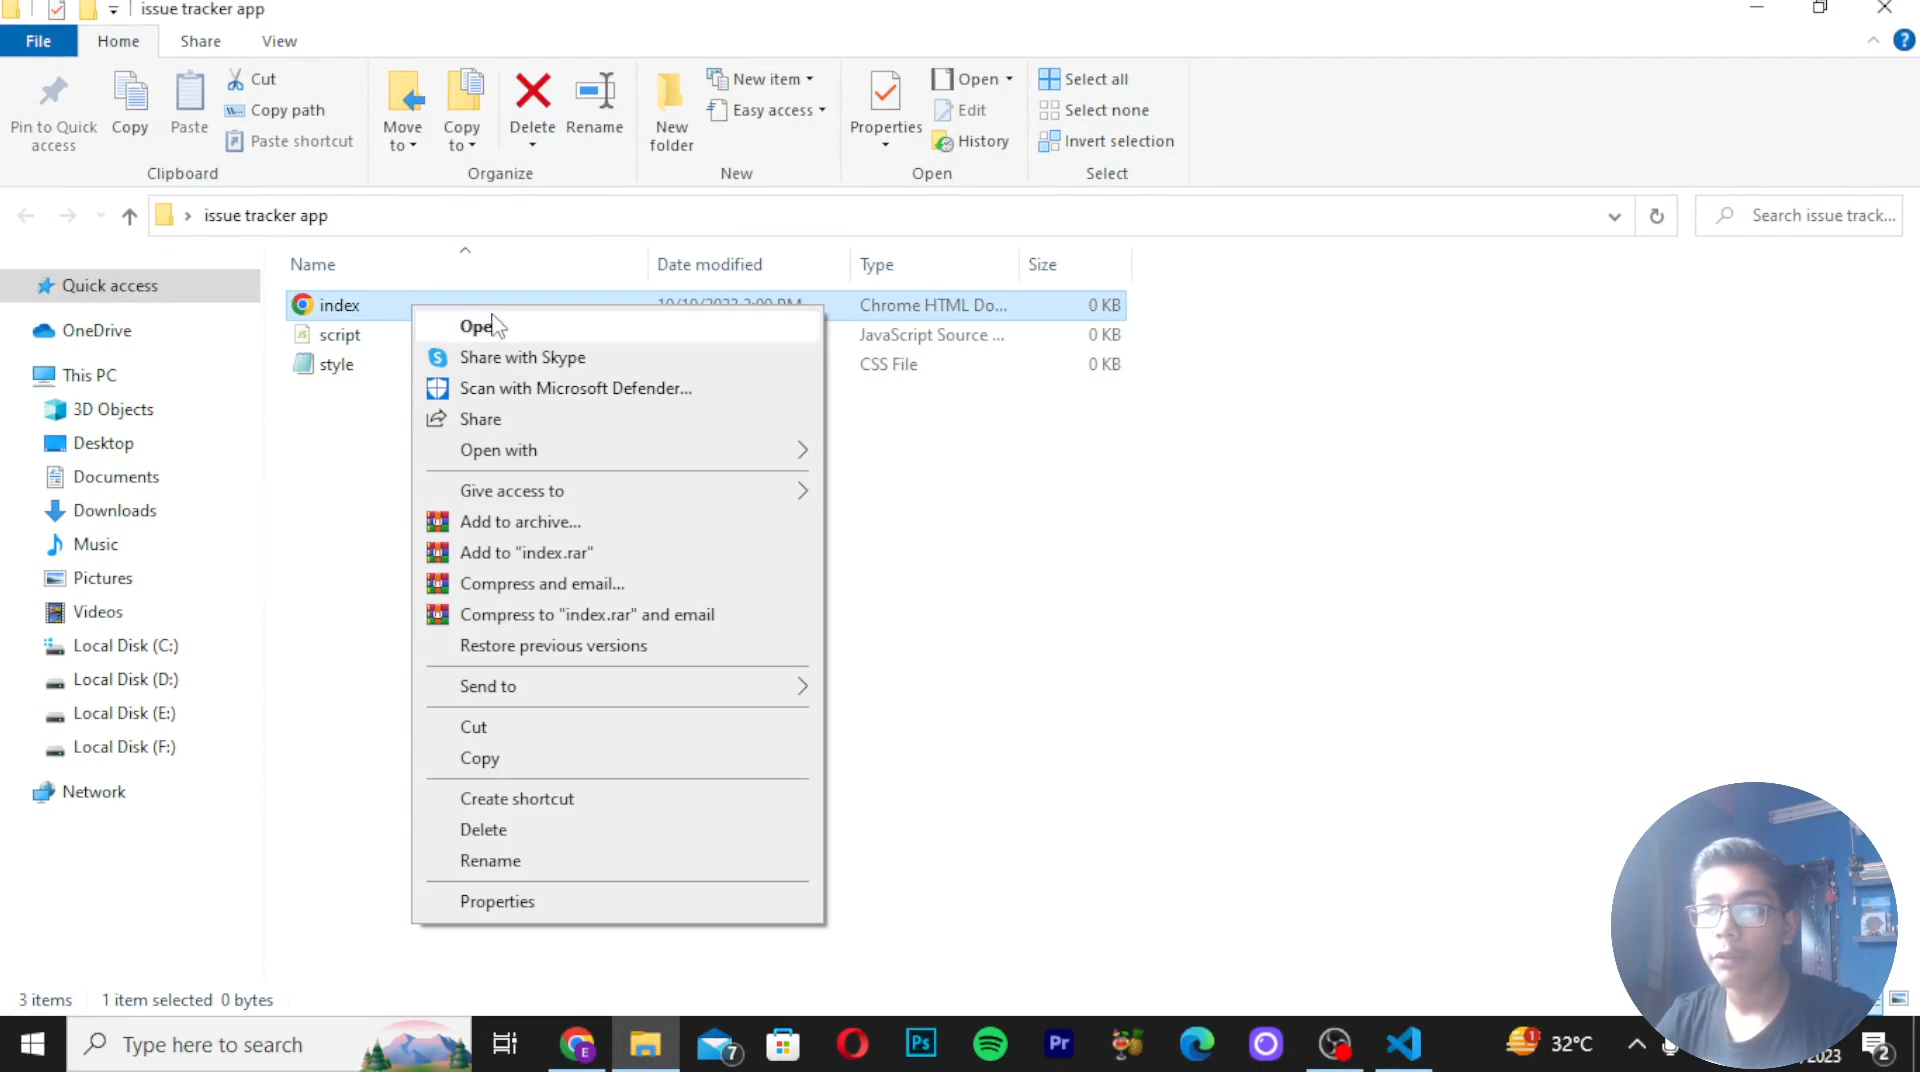 issue tracker app
File Home Share View
Pin to Quick access
Copy
Paste
Cut
Copy path
Paste shortcut
Clipboard
Move to
Copy to
Delete
Rename
Organize
New folder
New item
Easy access
New
Properties
Open
Edit
History
Open
Select all
Select none
Invert selection
Select
issue tracker app
Search issue track...
Name Date modified Type Size
index Chrome HTML Do... 0 KB
script JavaScript Source ... 0 KB
style CSS File 0 KB
Quick access
OneDrive
This PC
3D Objects
Desktop
Documents
Downloads
Music
Pictures
Videos
Local Disk (C:)
Local Disk (D:)
Local Disk (E:)
Local Disk (F:)
Network
Ope
Share with Skype
Scan with Microsoft Defender...
Share
Open with
Give access to
Add to archive...
Add to "index.rar"
Compress and email...
Compress to "index.rar" and email
Restore previous versions
Send to
Cut
Copy
Create shortcut
Delete
Rename
Properties
3 items 1 item selected 0 bytes
Type here to search
E
7
Ps
Pr
1
32°C
2023
2